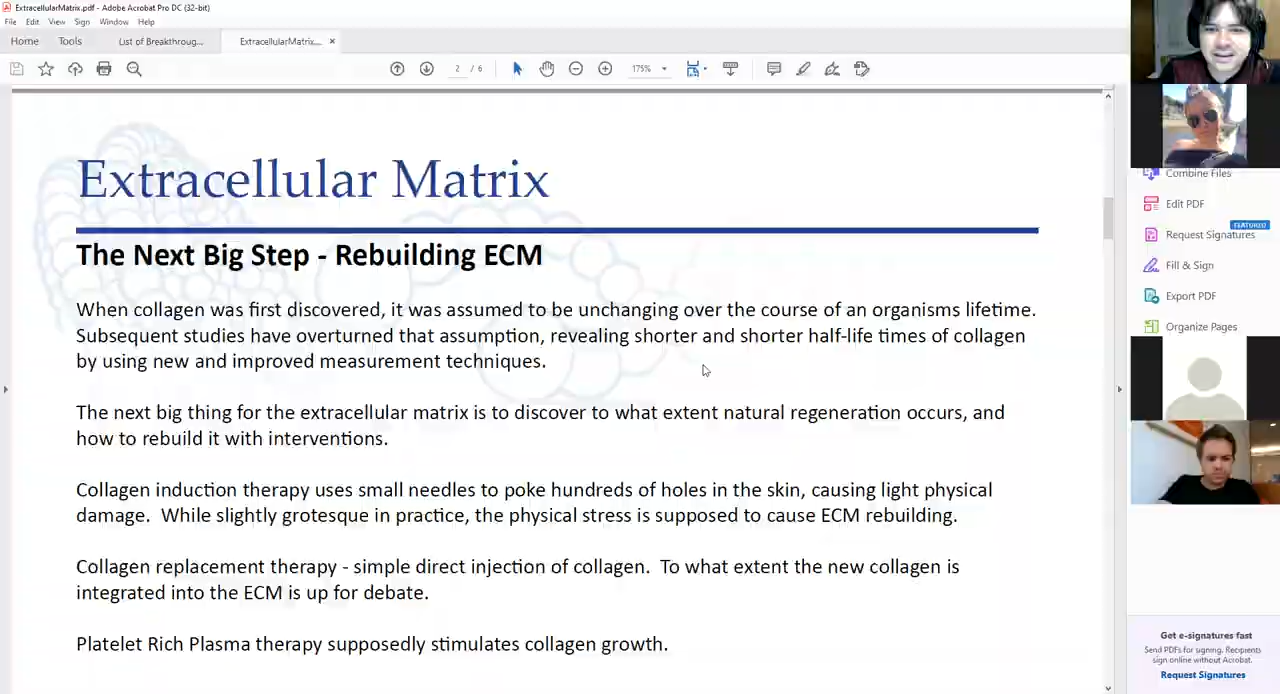 ExtracellularMatrix.pdf - Adobe Acrobat Pro DC (32-bit)
File Edit View Sign Window Help
Home Tools List of Breakthroug... ExtracellularMatrix.... ×
2 / 6 175%
Extracellular Matrix
The Next Big Step - Rebuilding ECM
When collagen was first discovered, it was assumed to be unchanging over the course of an organisms lifetime.
Subsequent studies have overturned that assumption, revealing shorter and shorter half-life times of collagen
by using new and improved measurement techniques.
The next big thing for the extracellular matrix is to discover to what extent natural regeneration occurs, and
how to rebuild it with interventions.
Collagen induction therapy uses small needles to poke hundreds of holes in the skin, causing light physical
damage.  While slightly grotesque in practice, the physical stress is supposed to cause ECM rebuilding.
Collagen replacement therapy - simple direct injection of collagen.  To what extent the new collagen is
integrated into the ECM is up for debate.
Platelet Rich Plasma therapy supposedly stimulates collagen growth.
Combine Files
Edit PDF
FEATURED
Request Signatures
Fill & Sign
Export PDF
Organize Pages
Get e-signatures fast
Send PDFs for signing. Recipients
sign online without Acrobat.
Request Signatures